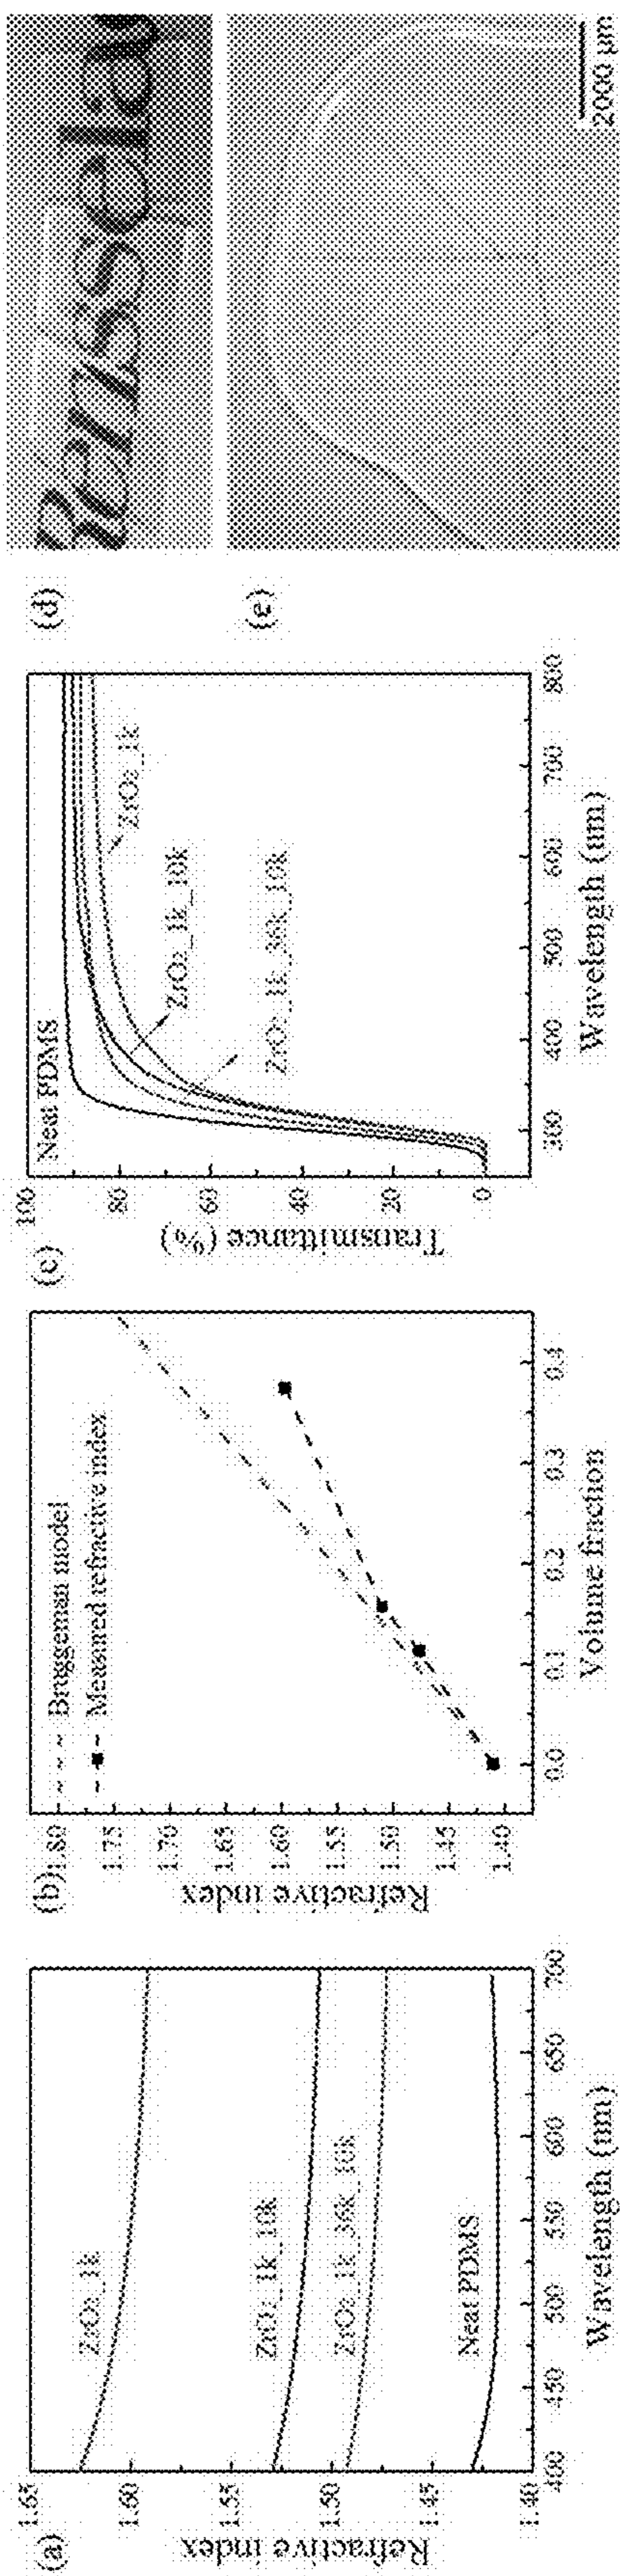 (a)
Refractive index
1.65
1.60
1.55
1.50
1.45
1.40
ZrO₂_1k
ZrO₂_1k_10k
ZrO₂_1k_36k_10k
Neat PDMS
400
450
500
550
600
650
700
Wavelength (nm)
(b)
Refractive index
1.80
1.75
1.70
1.65
1.60
1.55
1.50
1.45
1.40
Bruggeman model
Measured refractive index
0.0
0.1
0.2
0.3
0.4
Volume fraction
(c)
Transmittance (%)
100
80
60
40
20
0
Neat PDMS
ZrO₂_1k
ZrO₂_1k_10k
ZrO₂_1k_36k_10k
300
400
500
600
700
800
Wavelength (nm)
(d)
Rensselae
(e)
2000 μm